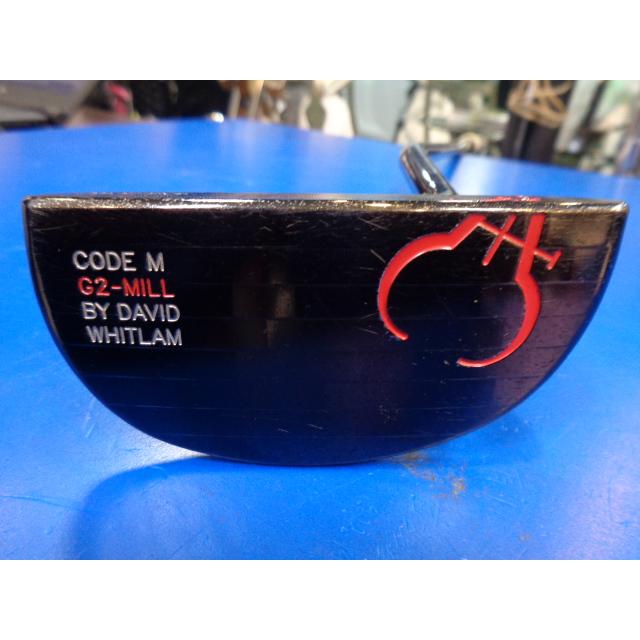 CODE M
G2-MILL
BY DAVID
WHITLAM